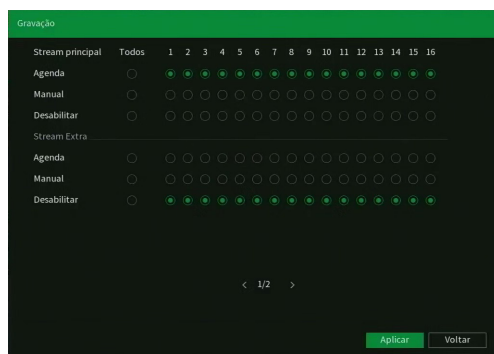 Gravação
Stream principal Todos 1 2 3 4 5 6 7 8 9 10 11 12 13 14 15 16
Agenda
Manual
Desabilitar
Stream Extra
Agenda
Manual
Desabilitar
< 1/2 >
Aplicar Voltar